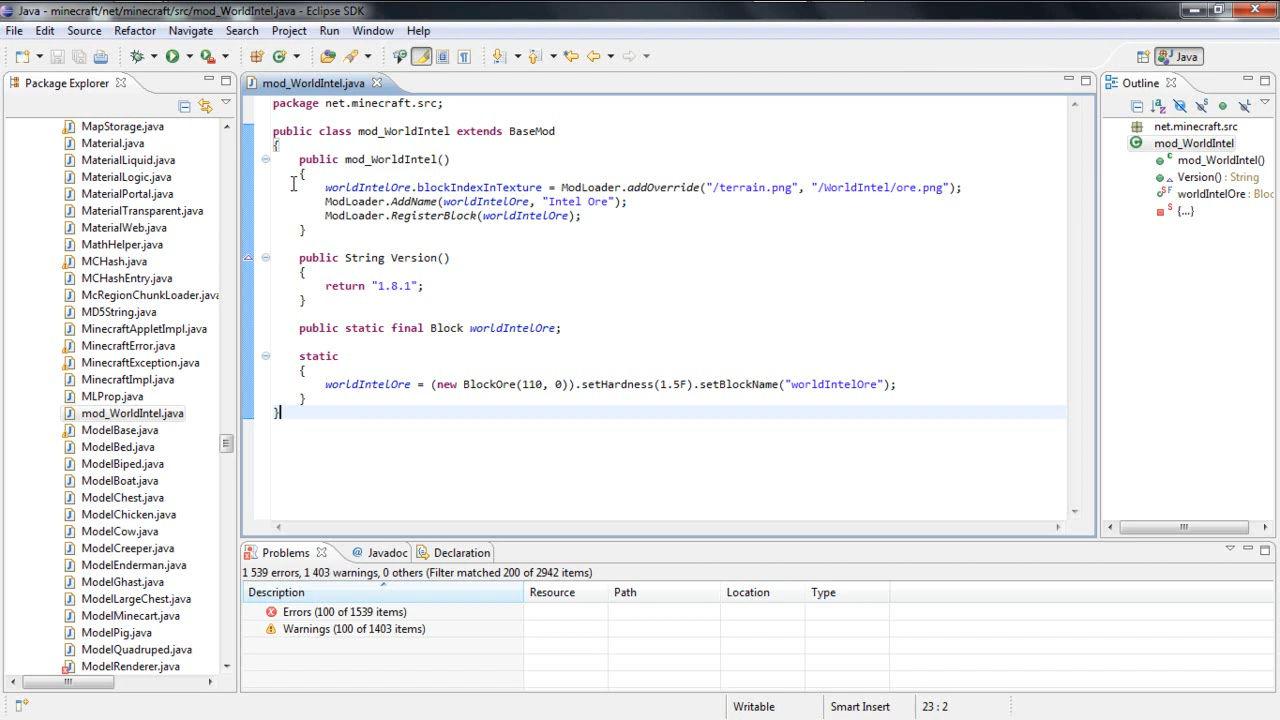 Java - minecraft/net/minecraft/src/mod_WorldIntel.java - Eclipse SDK
File Edit Source Refactor Navigate Search Project Run Window Help
Java
Package Explorer
MapStorage.java
Material.java
MaterialLiquid.java
MaterialLogic.java
MaterialPortal.java
MaterialTransparent.java
MaterialWeb.java
MathHelper.java
MCHash.java
MCHashEntry.java
McRegionChunkLoader.java
MD5String.java
MinecraftAppletImpl.java
MinecraftError.java
MinecraftException.java
MinecraftImpl.java
MLProp.java
mod_WorldIntel.java
ModelBase.java
ModelBed.java
ModelBiped.java
ModelBoat.java
ModelChest.java
ModelChicken.java
ModelCow.java
ModelCreeper.java
ModelEnderman.java
ModelGhast.java
ModelLargeChest.java
ModelMinecart.java
ModelPig.java
ModelQuadruped.java
ModelRenderer.java
mod_WorldIntel.java
package net.minecraft.src;
public class mod_WorldIntel extends BaseMod
{
public mod_WorldIntel()
{
worldIntelOre.blockIndexInTexture = ModLoader.addOverride("/terrain.png", "/WorldIntel/ore.png");
ModLoader.AddName(worldIntelOre, "Intel Ore");
ModLoader.RegisterBlock(worldIntelOre);
}
public String Version()
{
return "1.8.1";
}
public static final Block worldIntelOre;
static
{
worldIntelOre = (new BlockOre(110, 0)).setHardness(1.5F).setBlockName("worldIntelOre");
}
}
Outline
net.minecraft.src
mod_WorldIntel
mod_WorldIntel()
Version() : String
worldIntelOre : Bloc
{...}
Problems @ Javadoc Declaration
1 539 errors, 1 403 warnings, 0 others (Filter matched 200 of 2942 items)
Description Resource Path Location Type
Errors (100 of 1539 items)
Warnings (100 of 1403 items)
Writable Smart Insert 23 : 2